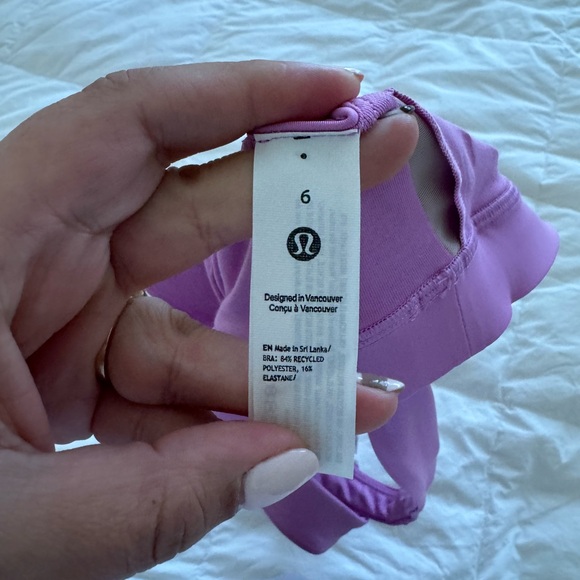 6
Designed in Vancouver
Conçu à Vancouver
EN Made in Sri Lanka/
BRA: 84% RECYCLED
POLYESTER, 16%
ELASTANE/